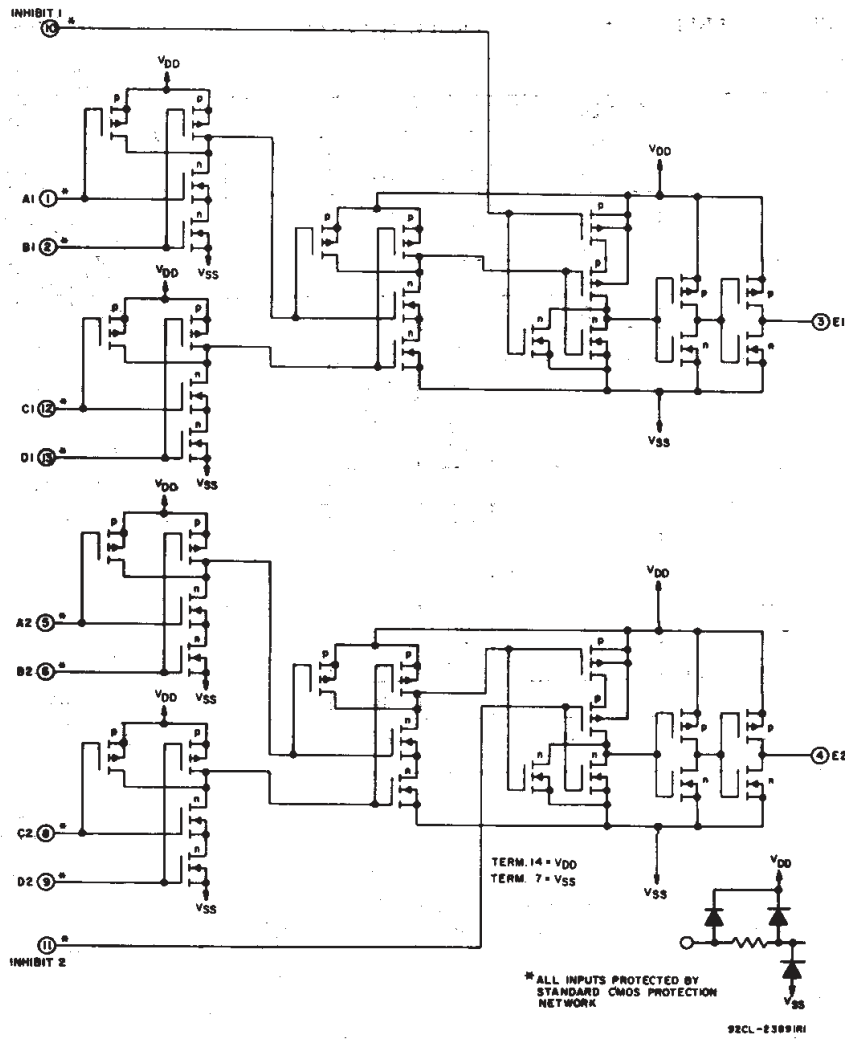 INHIBIT 1
10 *
VDD
p
p
n
A1 1 *
n
B1 2 *
VSS
VDD
p
p
n
C1 12 *
n
D1 13 *
VSS
VDD
p
p
p
p
n
n
n
n
p
p
n
n
3 E1
VSS
VDD
p
p
n
A2 5 *
n
B2 6 *
VSS
VDD
p
p
n
C2 8 *
n
D2 9 *
VSS
VDD
p
p
p
p
n
n
n
n
p
p
n
n
4 E2
VSS
11 *
INHIBIT 2
TERM. 14 = VDD
TERM. 7 = VSS
VDD
VSS
* ALL INPUTS PROTECTED BY
STANDARD CMOS PROTECTION
NETWORK
92CL-23891R1